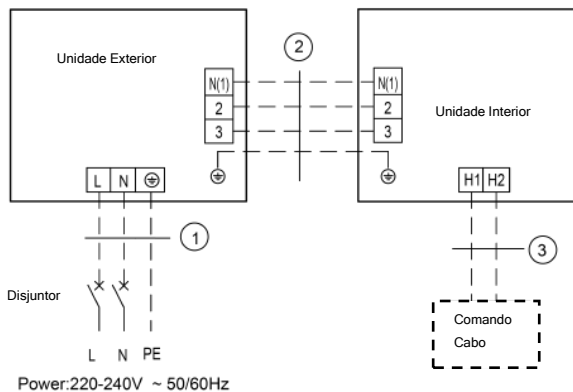 Unidade Exterior
2
N(1)
2
3
N(1)
2
3
Unidade Interior
L N
H1 H2
1
3
Disjuntor
L N PE
Comando
Cabo
Power:220-240V ~ 50/60Hz